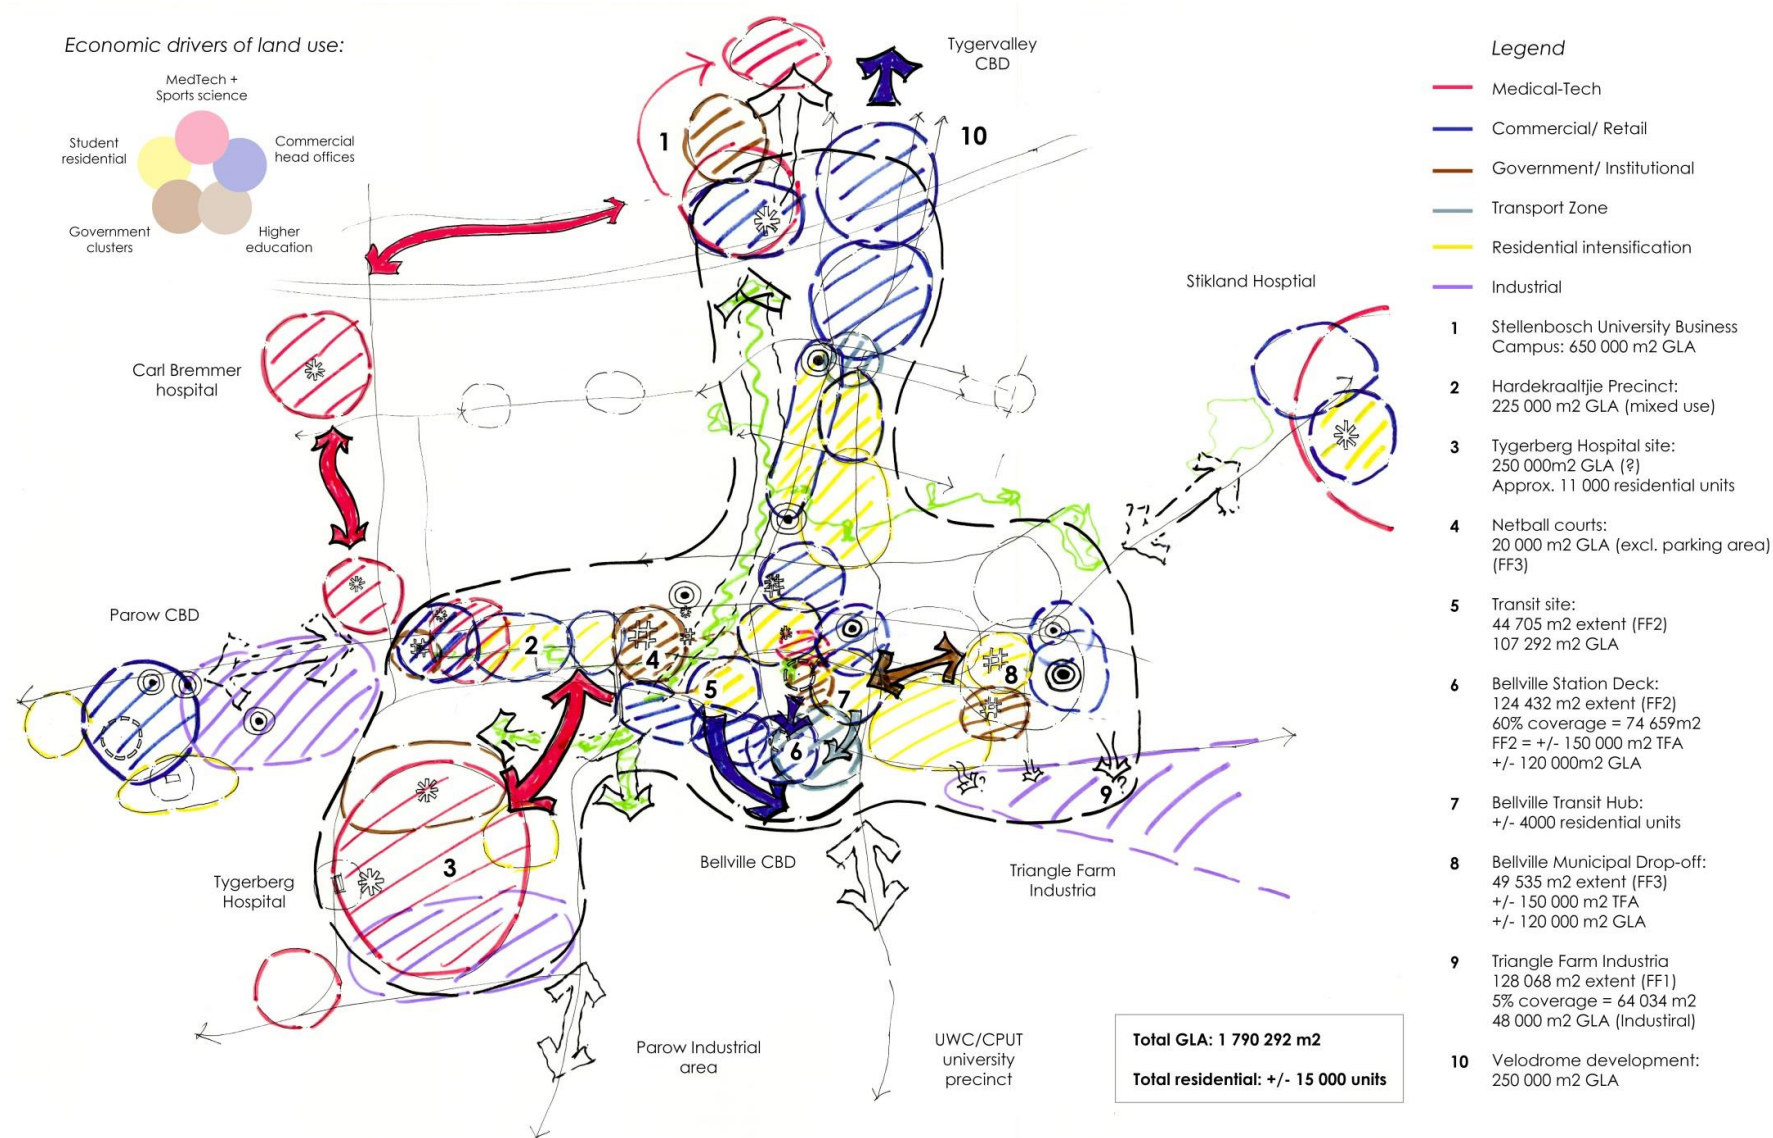 Economic drivers of land use:
MedTech +
Sports science
Student
residential
Commercial
head offices
Government
clusters
Higher
education
Tygervalley
CBD
1
10
Carl Bremmer
hospital
Stikland Hosptial
Parow CBD
2
4
5
6
7
8
9
?
3
Tygerberg
Hospital
Bellville CBD
Triangle Farm
Industria
Parow Industrial
area
UWC/CPUT
university
precinct
Total GLA: 1 790 292 m2
Total residential: +/- 15 000 units
Legend
Medical-Tech
Commercial/ Retail
Government/ Institutional
Transport Zone
Residential intensification
Industrial
1 Stellenbosch University Business
Campus: 650 000 m2 GLA
2 Hardekraaltjie Precinct:
225 000 m2 GLA (mixed use)
3 Tygerberg Hospital site:
250 000m2 GLA (?)
Approx. 11 000 residential units
4 Netball courts:
20 000 m2 GLA (excl. parking area)
(FF3)
5 Transit site:
44 705 m2 extent (FF2)
107 292 m2 GLA
6 Bellville Station Deck:
124 432 m2 extent (FF2)
60% coverage = 74 659m2
FF2 = +/- 150 000 m2 TFA
+/- 120 000m2 GLA
7 Bellville Transit Hub:
+/- 4000 residential units
8 Bellville Municipal Drop-off:
49 535 m2 extent (FF3)
+/- 150 000 m2 TFA
+/- 120 000 m2 GLA
9 Triangle Farm Industria
128 068 m2 extent (FF1)
5% coverage = 64 034 m2
48 000 m2 GLA (Industiral)
10 Velodrome development:
250 000 m2 GLA